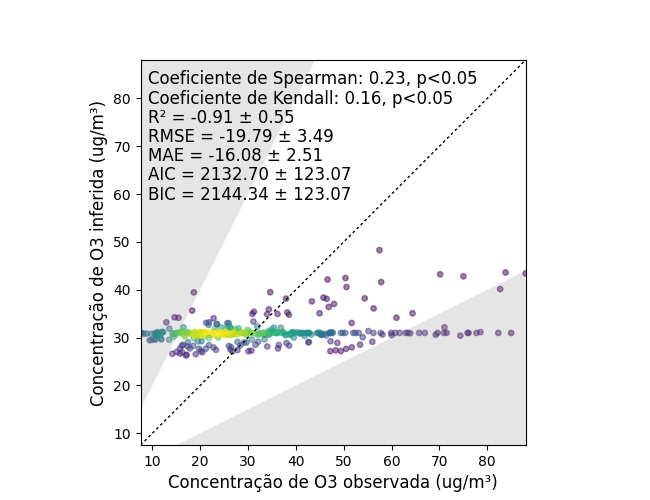 Coeficiente de Spearman: 0.23, p<0.05
Coeficiente de Kendall: 0.16, p<0.05
R² = -0.91 ± 0.55
RMSE = -19.79 ± 3.49
MAE = -16.08 ± 2.51
AIC = 2132.70 ± 123.07
BIC = 2144.34 ± 123.07
Concentração de O3 inferida (ug/m³)
80
70
60
50
40
30
20
10
10 20 30 40 50 60 70 80
Concentração de O3 observada (ug/m³)